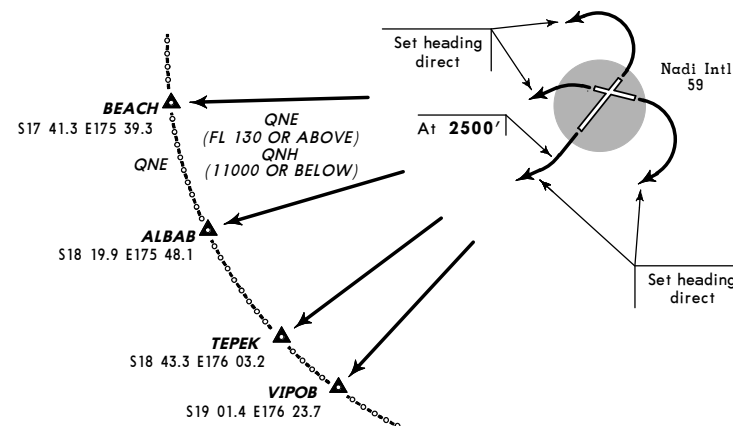 Set heading
direct
Nadi Intl
59
BEACH
S17 41.3 E175 39.3
QNE
(FL 130 OR ABOVE)
QNH
(11000 OR BELOW)
At 2500'
QNE
ALBAB
S18 19.9 E175 48.1
Set heading
direct
TEPEK
S18 43.3 E176 03.2
VIPOB
S19 01.4 E176 23.7